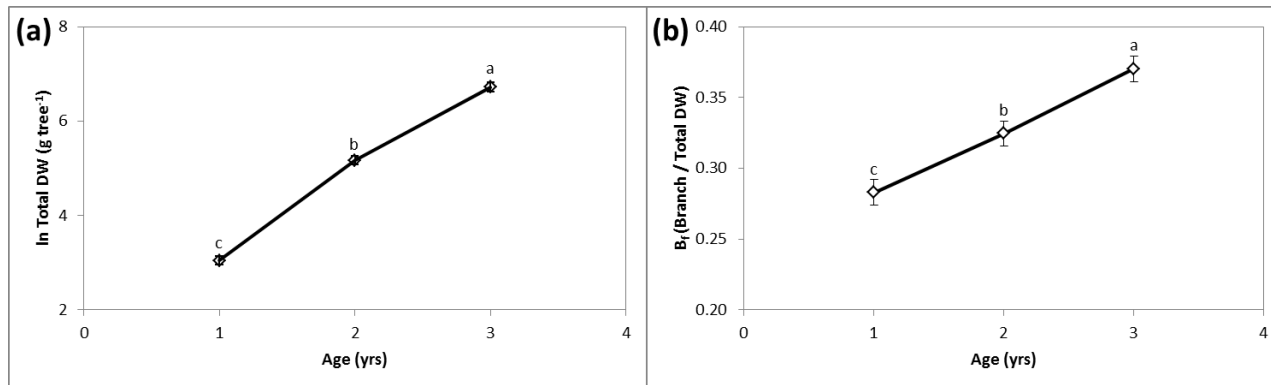 (a)
8
6
4
2
0
1
2
3
4
ln Total DW (g tree⁻¹)
Age (yrs)
c
b
a
(b)
0.40
0.35
0.30
0.25
0.20
0
1
2
3
4
Bf (Branch / Total DW)
Age (yrs)
c
b
a